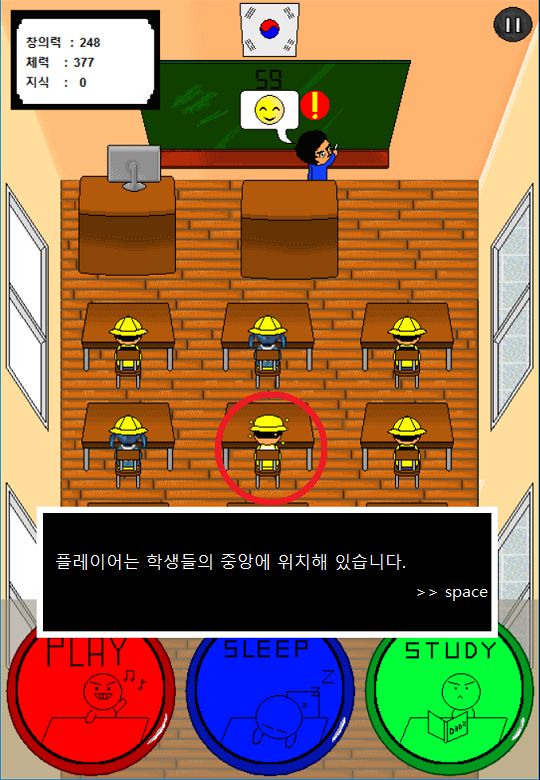 창의력 : 248
체력 : 377
지식 : 0
59
!
플레이어는 학생들의 중앙에 위치해 있습니다.
>> space
PLAY
SLEEP
STUDY
Z
Z
Z